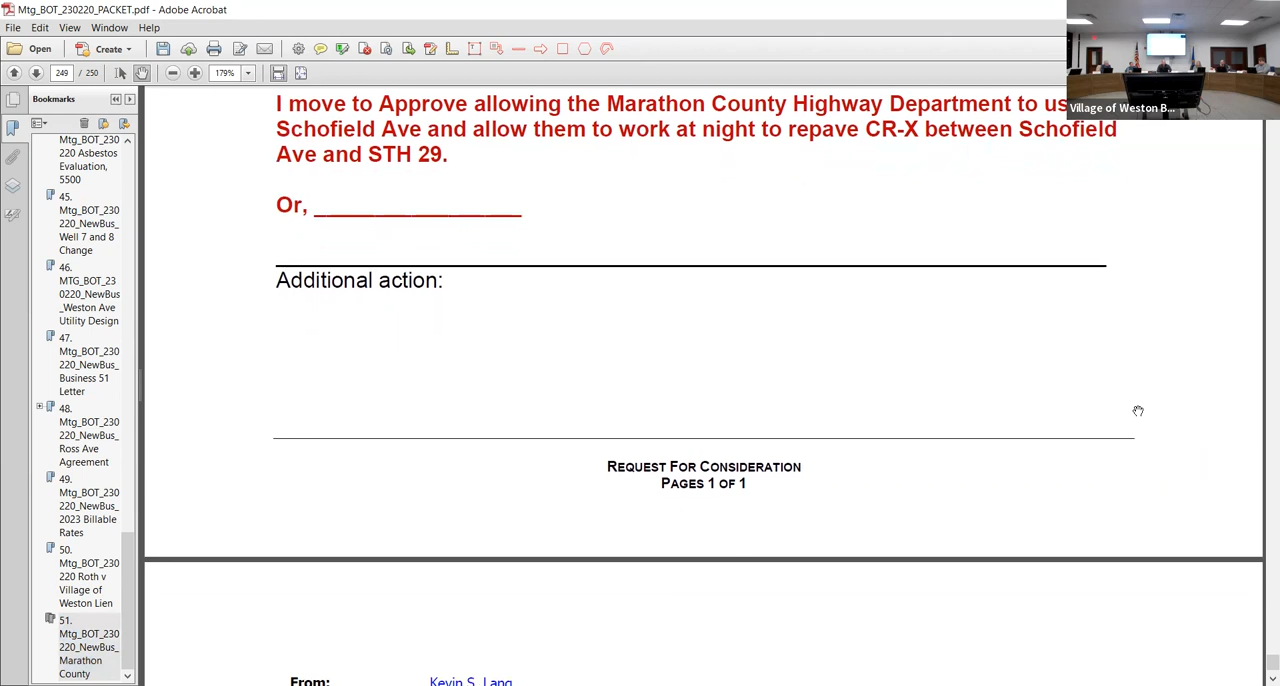 Mtg_BOT_230220_PACKET.pdf - Adobe Acrobat
File Edit View Window Help
Open Create
249 / 250 179%
Village of Weston B...
Bookmarks
Mtg_BOT_230
220 Asbestos
Evaluation,
5500
45.
Mtg_BOT_230
220_NewBus_
Well 7 and 8
Change
46.
MTG_BOT_23
0220_NewBus
_Weston Ave
Utility Design
47.
Mtg_BOT_230
220_NewBus_
Business 51
Letter
48.
Mtg_BOT_230
220_NewBus_
Ross Ave
Agreement
49.
Mtg_BOT_230
220_NewBus_
2023 Billable
Rates
50.
Mtg_BOT_230
220 Roth v
Village of
Weston Lien
51.
Mtg_BOT_230
220_NewBus_
Marathon
County
I move to Approve allowing the Marathon County Highway Department to us
Schofield Ave and allow them to work at night to repave CR-X between Schofield
Ave and STH 29.
Or, _________________
Additional action:
REQUEST FOR CONSIDERATION
PAGES 1 OF 1
From: Kevin S. Lang